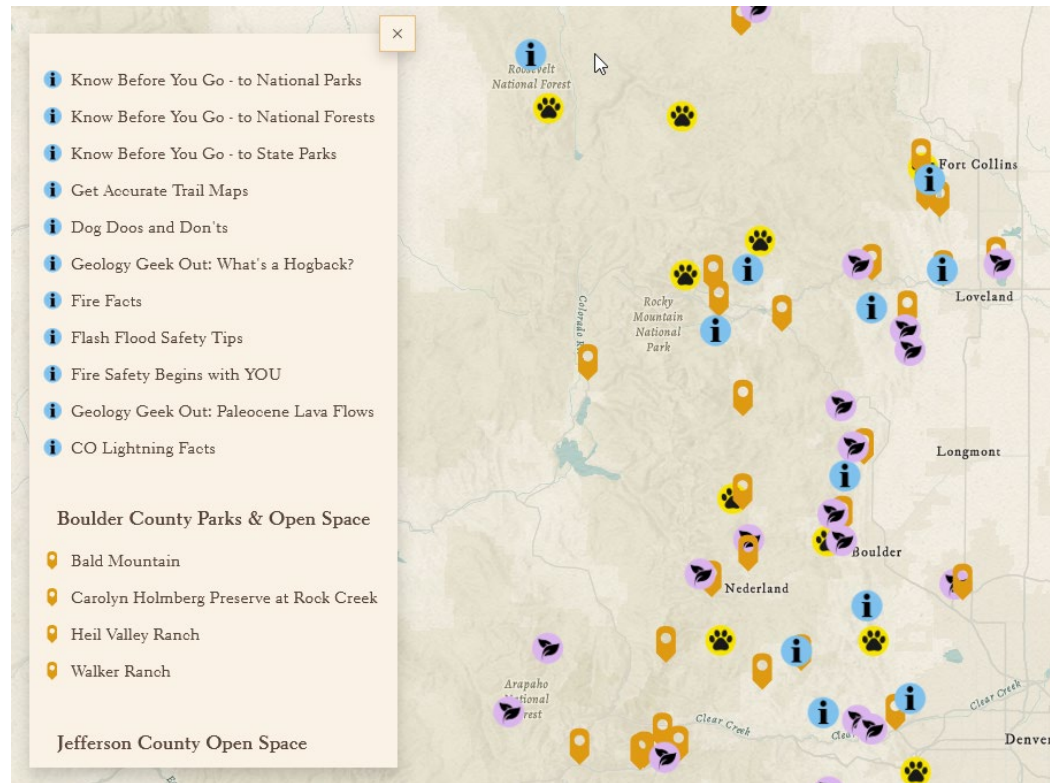 ×
Know Before You Go - to National Parks
Know Before You Go - to National Forests
Know Before You Go - to State Parks
Get Accurate Trail Maps
Dog Doos and Don'ts
Geology Geek Out: What's a Hogback?
Fire Facts
Flash Flood Safety Tips
Fire Safety Begins with YOU
Geology Geek Out: Paleocene Lava Flows
CO Lightning Facts
Boulder County Parks & Open Space
Bald Mountain
Carolyn Holmberg Preserve at Rock Creek
Heil Valley Ranch
Walker Ranch
Jefferson County Open Space
Roosevelt
National Forest
Fort Collins
Loveland
Rocky
Mountain
National
Park
Colorado
Longmont
Boulder
Nederland
Arapaho
National
Forest
Clear Creek
Clear Creek
Denver